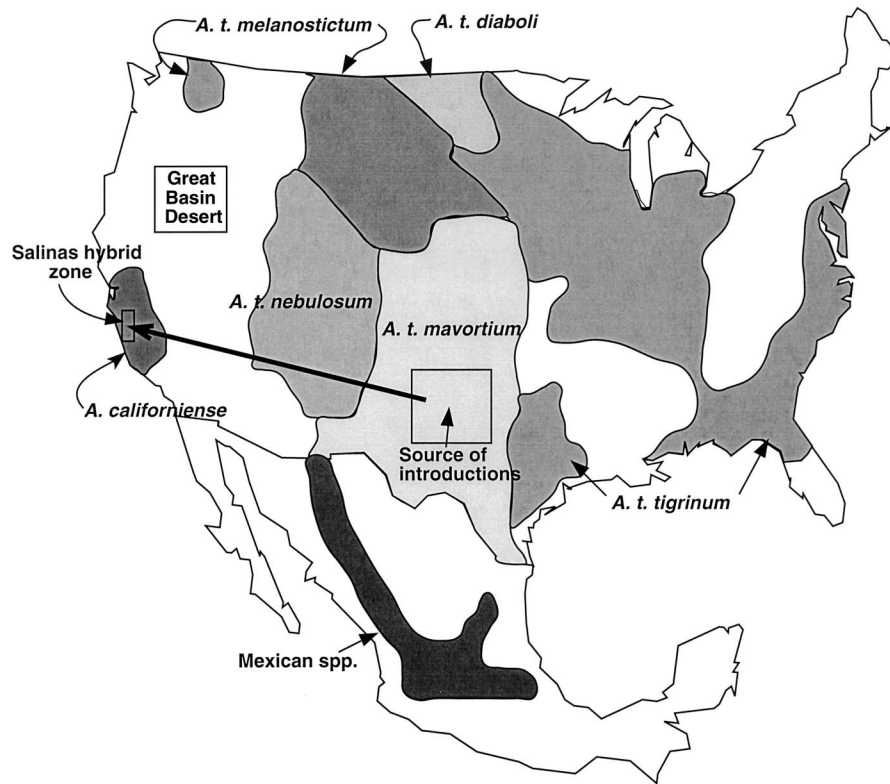 A. t. melanostictum
A. t. diaboli
Great
Basin
Desert
Salinas hybrid
zone
A. t. nebulosum
A. t. mavortium
A. californiense
Source of
introductions
A. t. tigrinum
Mexican spp.